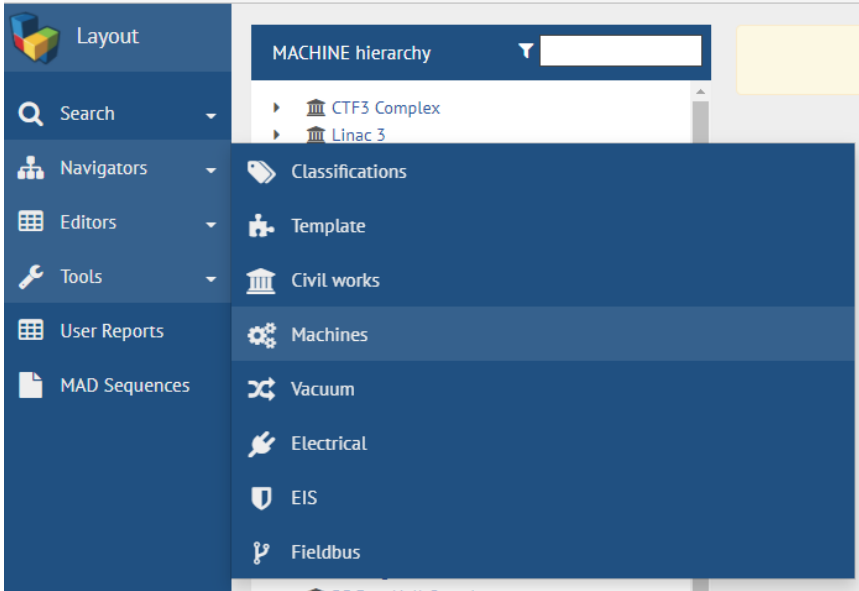 Layout
Search
Navigators
Editors
Tools
User Reports
MAD Sequences
MACHINE hierarchy
CTF3 Complex
Linac 3
Classifications
Template
Civil works
Machines
Vacuum
Electrical
EIS
Fieldbus